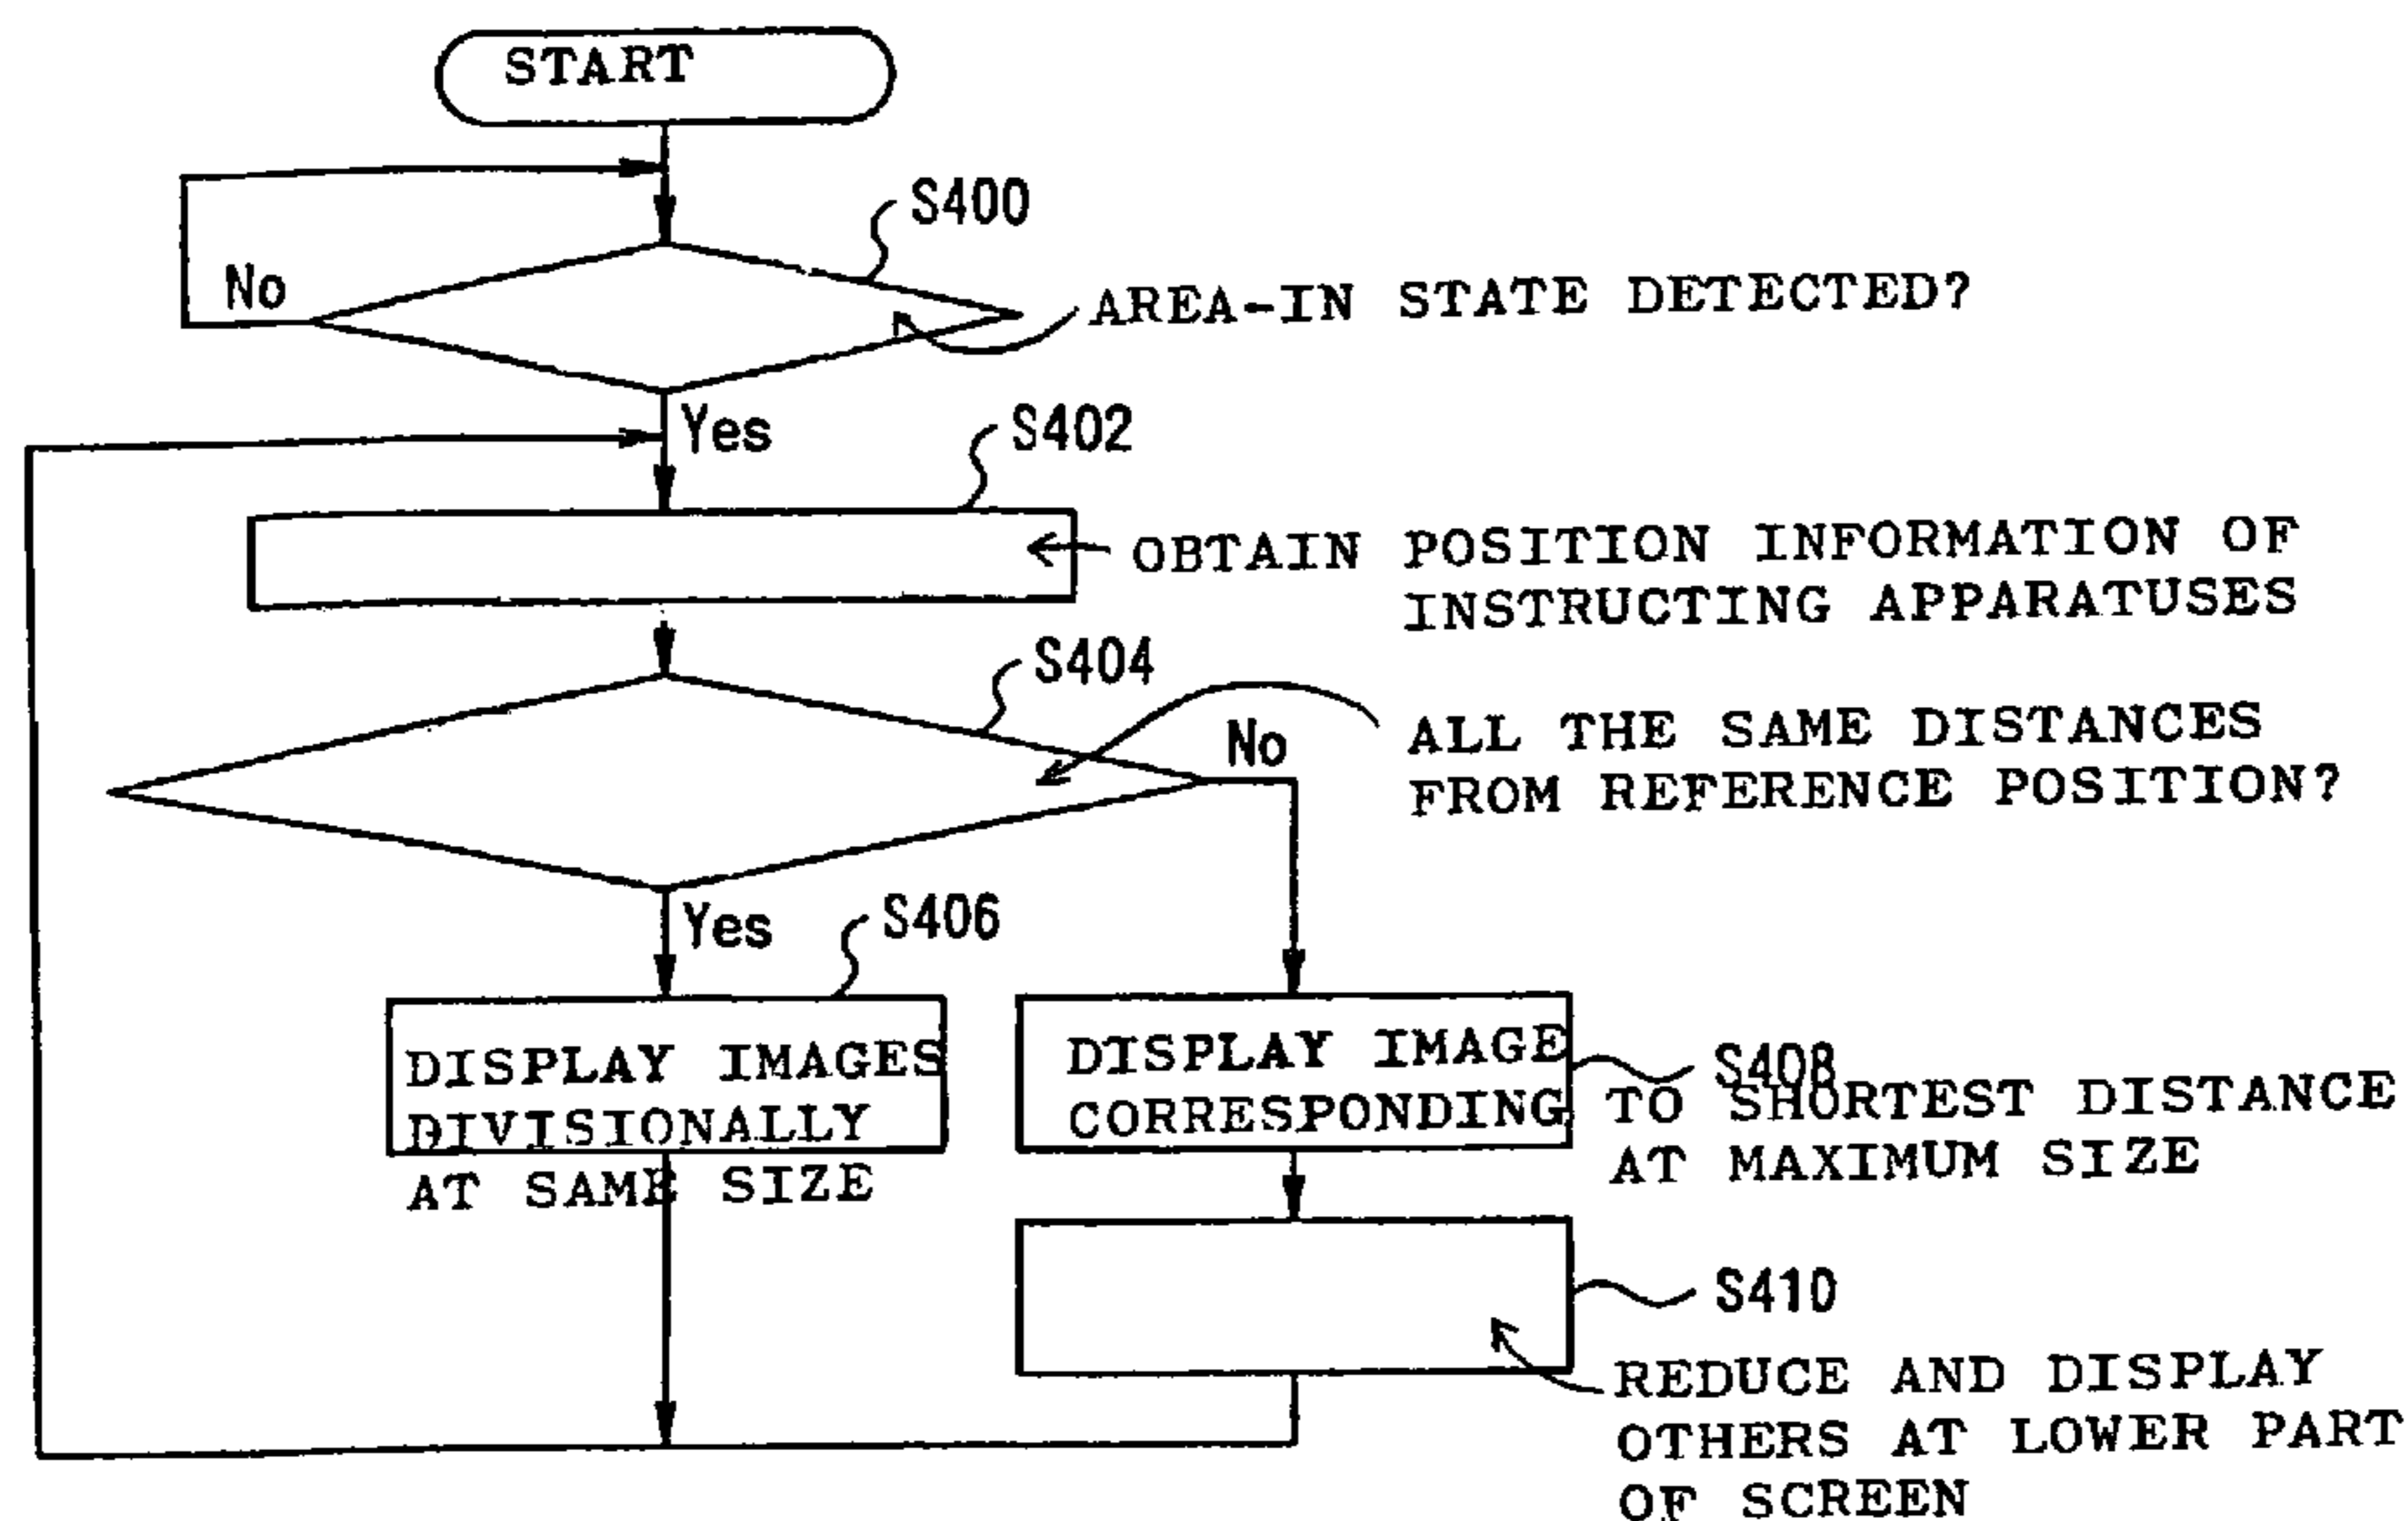 START
S400
No
AREA-IN STATE DETECTED?
Yes
S402
OBTAIN POSITION INFORMATION OF
INSTRUCTING APPARATUSES
S404
No
ALL THE SAME DISTANCES
FROM REFERENCE POSITION?
Yes
S406
DISPLAY IMAGES
DIVISIONALLY
AT SAME SIZE
DISPLAY IMAGE
S408
CORRESPONDING TO SHORTEST DISTANCE
AT MAXIMUM SIZE
S410
REDUCE AND DISPLAY
OTHERS AT LOWER PART
OF SCREEN